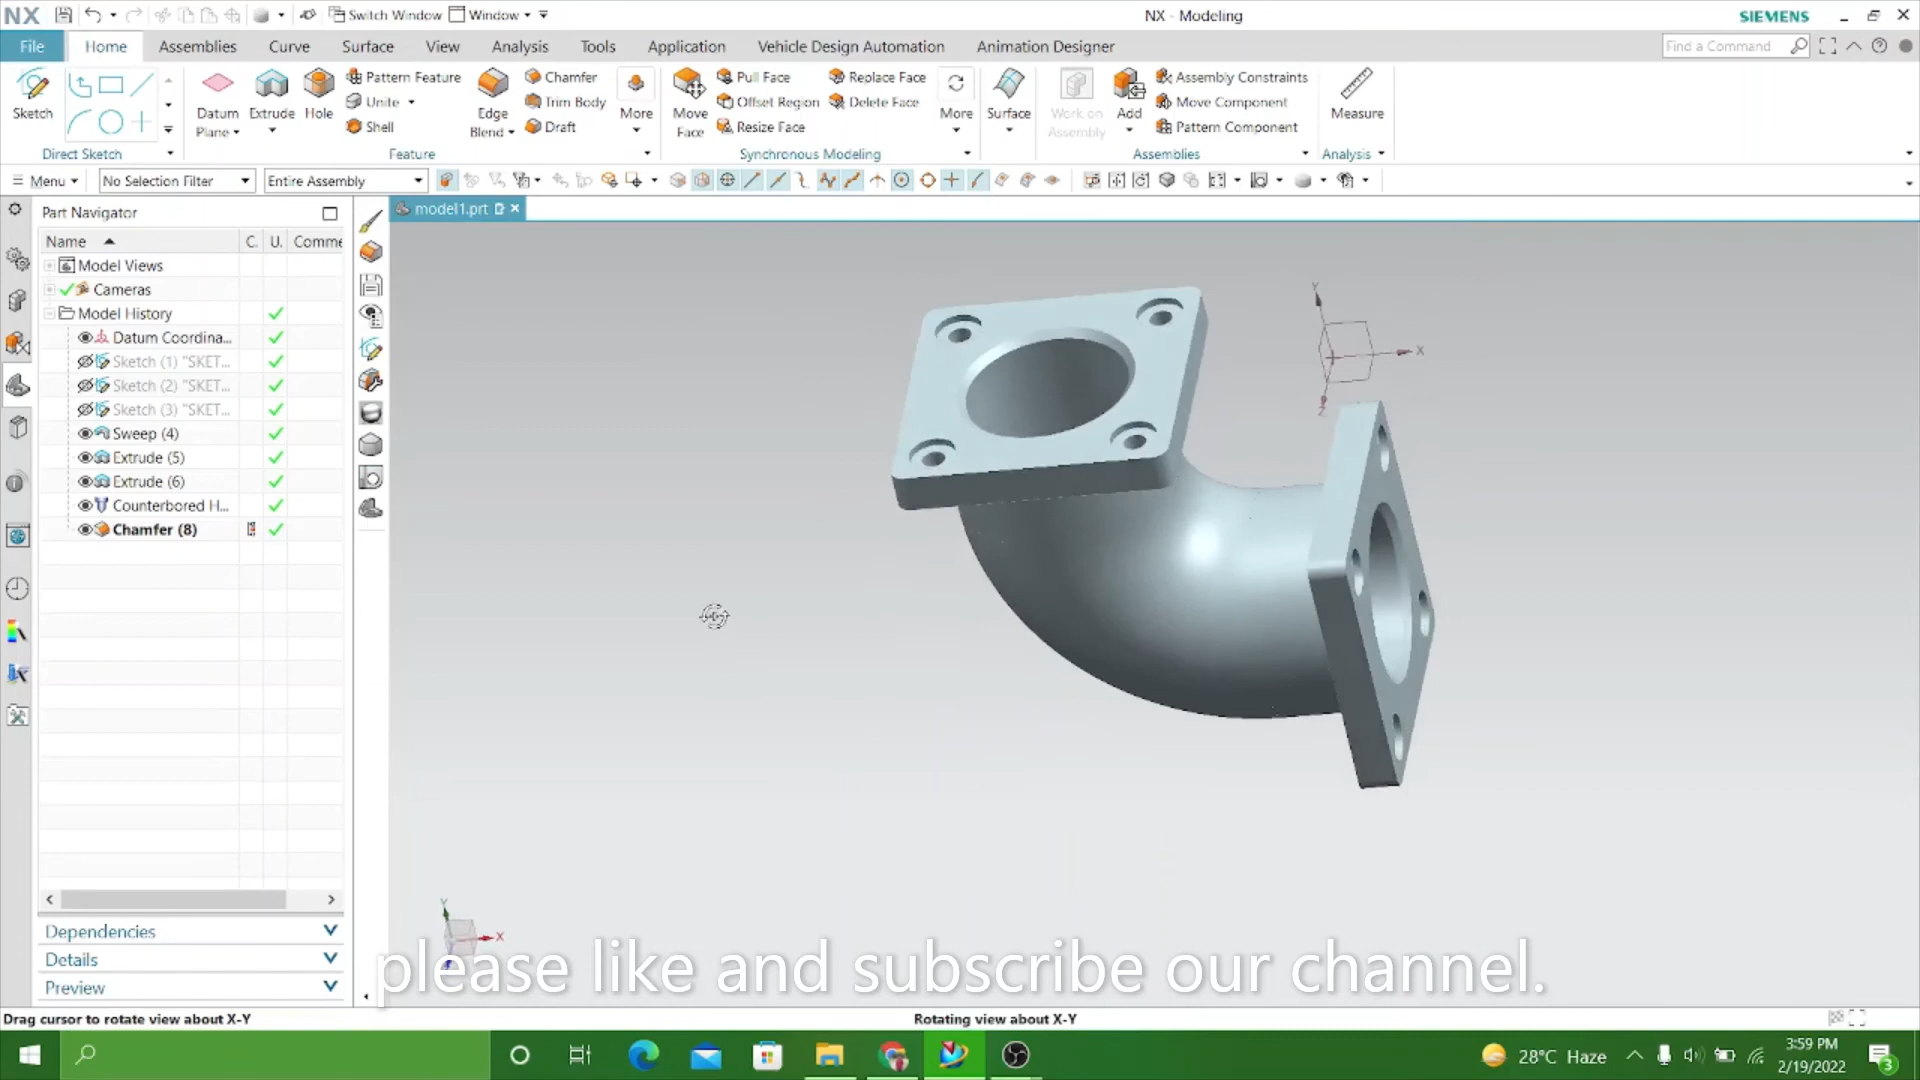 NX Switch Window Window NX - Modeling SIEMENS
File Home Assemblies Curve Surface View Analysis Tools Application Vehicle Design Automation Animation Designer Find a Command
Sketch
Direct Sketch
Datum Plane
Extrude
Hole
Pattern Feature
Unite
Shell
Edge Blend
Chamfer
Trim Body
Draft
More
Feature
Move Face
Pull Face
Offset Region
Resize Face
Replace Face
Delete Face
More
Synchronous Modeling
Surface
Work on Assembly
Add
Assembly Constraints
Move Component
Pattern Component
Assemblies
Measure
Analysis
Menu No Selection Filter Entire Assembly
Part Navigator
model1.prt
Name C. U. Comme
Model Views
Cameras
Model History
Datum Coordina...
Sketch (1) "SKET...
Sketch (2) "SKET...
Sketch (3) "SKET...
Sweep (4)
Extrude (5)
Extrude (6)
Counterbored H...
Chamfer (8)
Y
X
Z
Y
X
Dependencies
Details
Preview
please like and subscribe our channel.
Drag cursor to rotate view about X-Y Rotating view about X-Y
28°C Haze
3:59 PM
2/19/2022
3